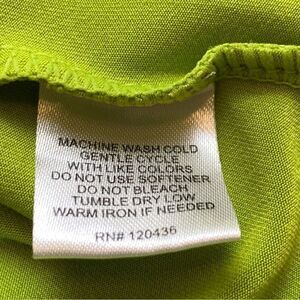 MACHINE WASH COLD
GENTLE CYCLE
WITH LIKE COLORS
DO NOT USE SOFTENER
DO NOT BLEACH
TUMBLE DRY LOW
WARM IRON IF NEEDED
RN# 120436